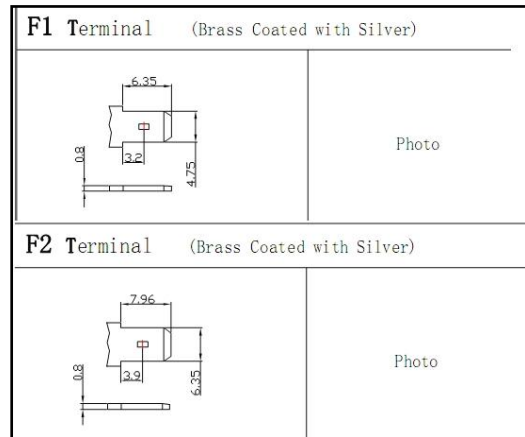 F1 Terminal (Brass Coated with Silver)
6.35
3.2
0.8
4.75
Photo
F2 Terminal (Brass Coated with Silver)
7.96
3.9
0.8
6.35
Photo